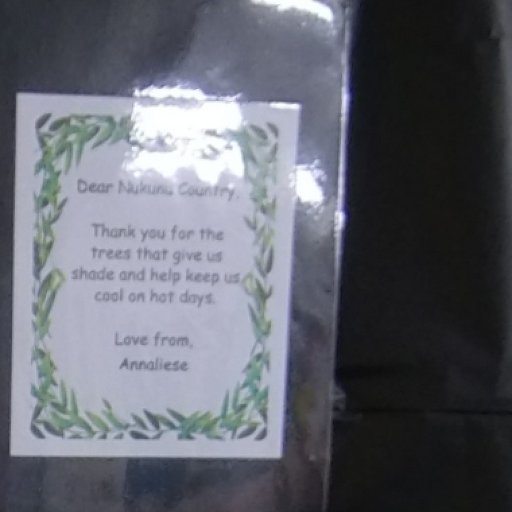 Dear Nukunu Country,
Thank you for the
trees that give us
shade and help keep us
cool on hot days.
Love from,
Annaliese